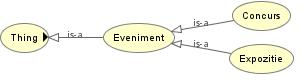 Thing
is-a
Eveniment
is-a
Concurs
is-a
Expozitie